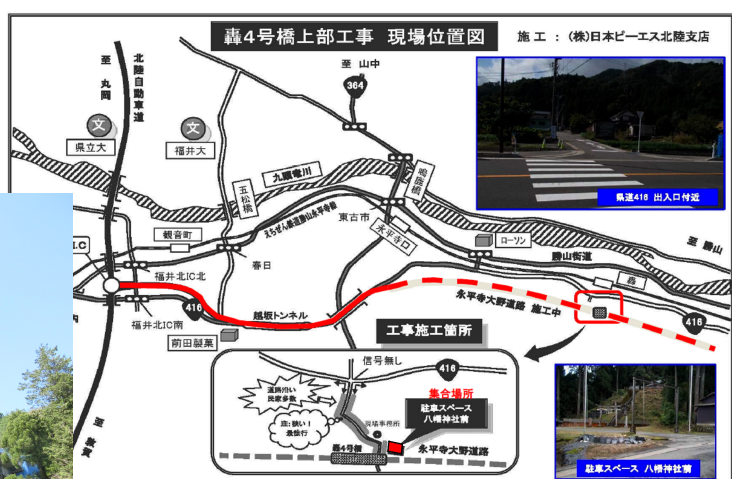 轟4号橋上部工事 現場位置図
施工：(株)日本ピーエス北陸支店
至 丸岡
北陸自動車道
至 山中
364
文
県立大
文
福井大
県道416 出入口付近
九頭竜川
五松橋
鳴鹿橋
えちぜん鉄道勝山永平寺線
観音町
東古市
永平寺口
ローソン
勝山街道
至 勝山
I.C
福井北IC北
春日
轟
福井北IC南
416
越坂トンネル
永平寺大野道路 施工中
416
前田製菓
工事施工箇所
至 敦賀
信号無し
416
道路沿い
民家多数
注:狭い!
最徐行
集合場所
駐車スペース
八幡神社前
現場事務所
轟4号橋
永平寺大野道路
駐車スペース 八幡神社前